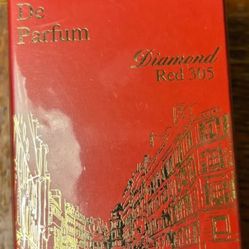 De
Parfum
Diamond
Red 365